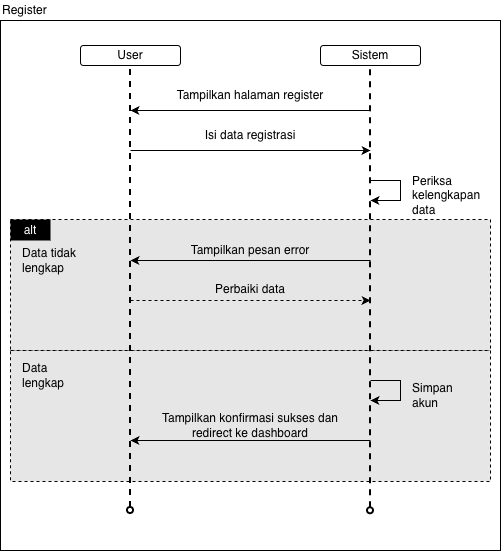 Register
User
Sistem
Tampilkan halaman register
Isi data registrasi
Periksa
kelengkapan
data
alt
Data tidak
lengkap
Tampilkan pesan error
Perbaiki data
Data
lengkap
Simpan
akun
Tampilkan konfirmasi sukses dan
redirect ke dashboard